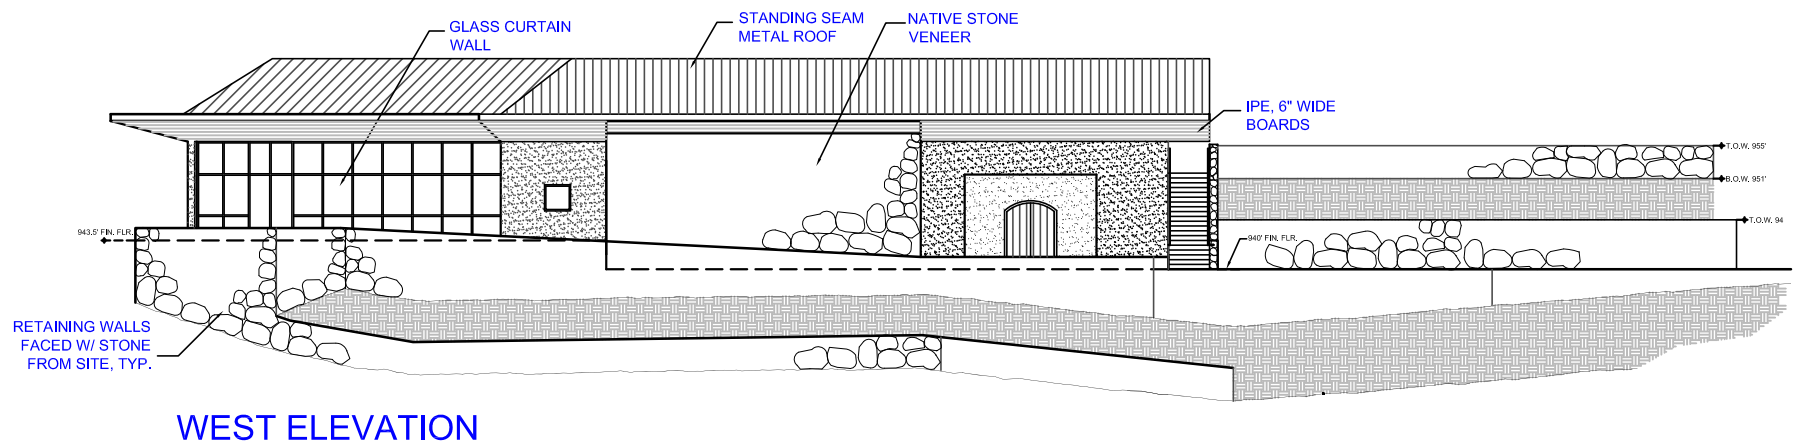 GLASS CURTAIN
WALL
STANDING SEAM
METAL ROOF
NATIVE STONE
VENEER
IPE, 6" WIDE
BOARDS
T.O.W. 955'
B.O.W. 951'
T.O.W. 94
943.5' FIN. FLR.
940' FIN. FLR.
RETAINING WALLS
FACED W/ STONE
FROM SITE, TYP.
WEST ELEVATION